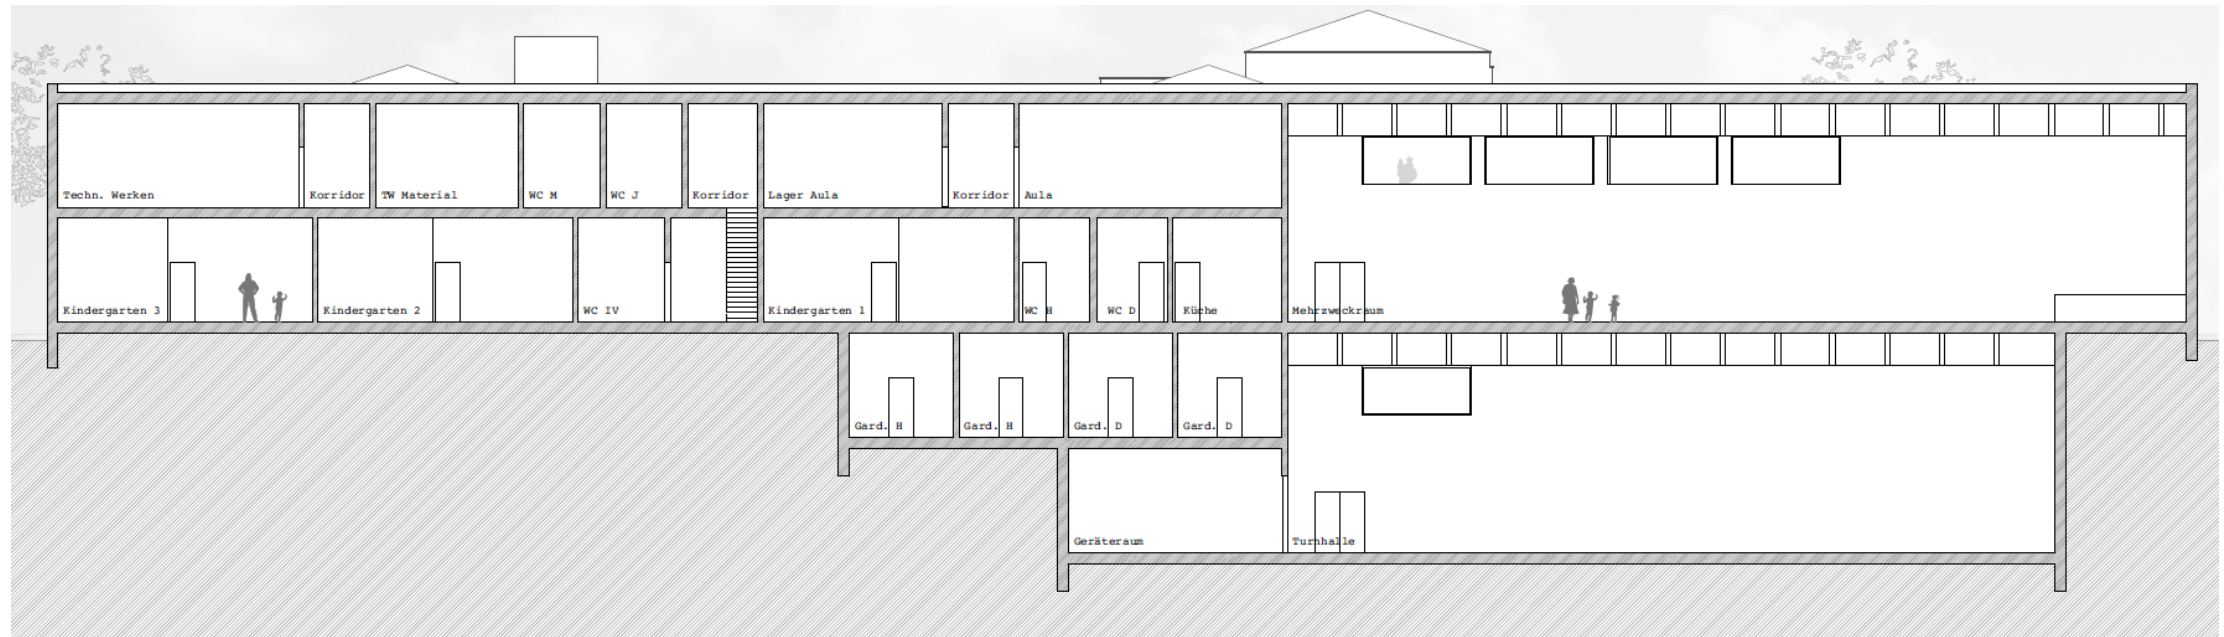 Techn. Werken
Korridor
TW Material
WC M
WC J
Korridor
Lager Aula
Korridor
Aula
Kindergarten 3
Kindergarten 2
WC IV
Kindergarten 1
WC H
WC D
Küche
Mehrzweckraum
Gard. H
Gard. H
Gard. D
Gard. D
Geräteraum
Turnhalle